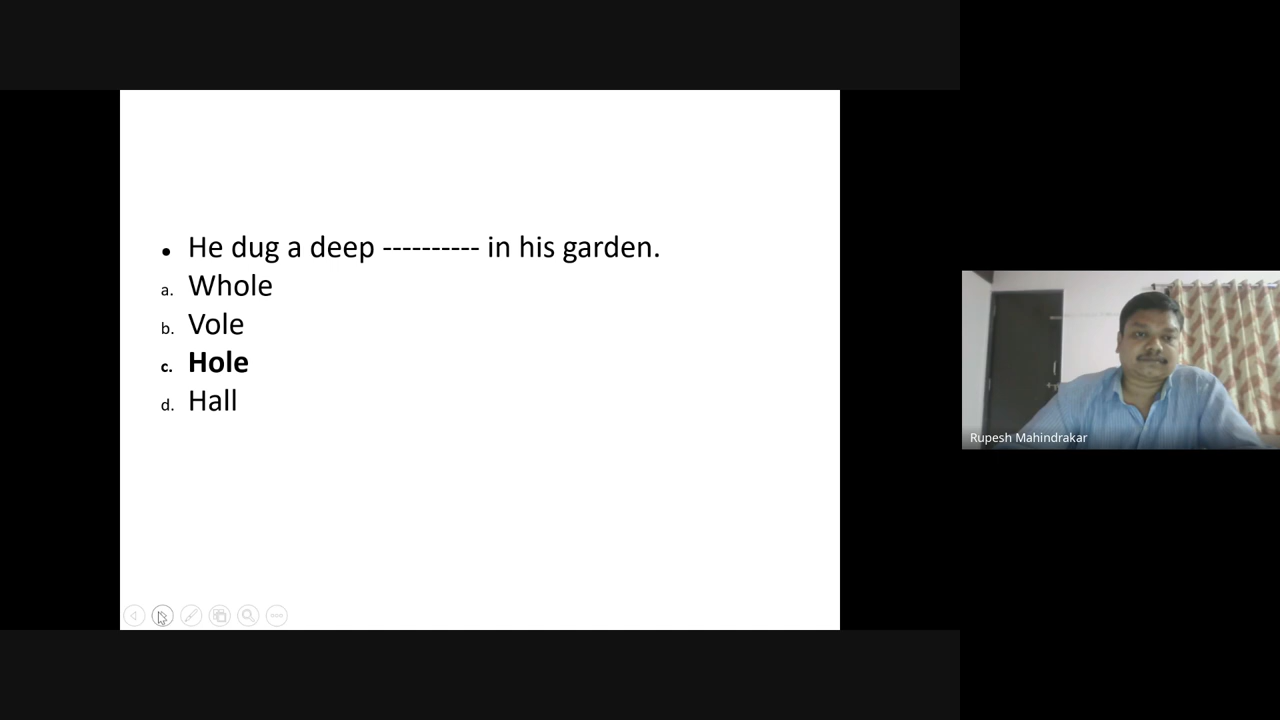 • He dug a deep ---------- in his garden.
a. Whole
b. Vole
c. Hole
d. Hall
Rupesh Mahindrakar